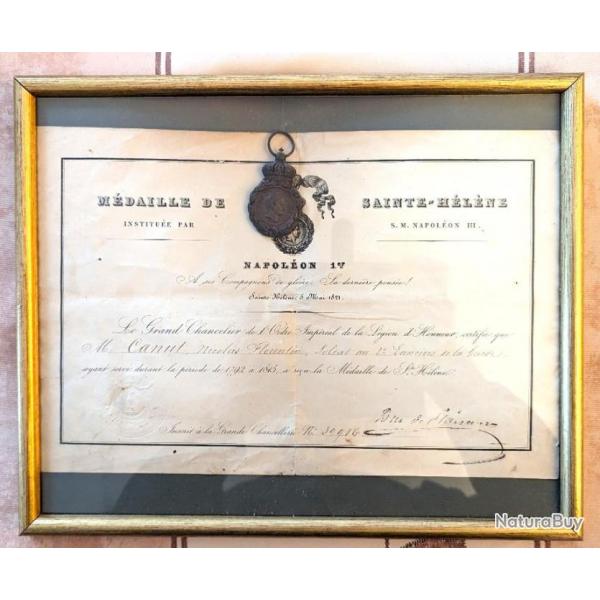 MÉDAILLE DE SAINTE-HÉLÈNE
INSTITUÉE PAR S. M. NAPOLÉON III.
NAPOLÉON 1er
A ses Compagnons de gloire, Sa dernière pensée!
Sainte Hélène, 5 Mai 1821.
Le Grand Chancelier de l'Ordre Impérial de la Légion d'Honneur, certifie que
M. Canut, Nicolas Florentin, Soldat au 2e Lanciers de la Garde,
ayant servi durant la période de 1792 à 1815, a reçu la Médaille de Ste Hélène.
Inscrit à la Grande Chancellerie No
NaturaBuy